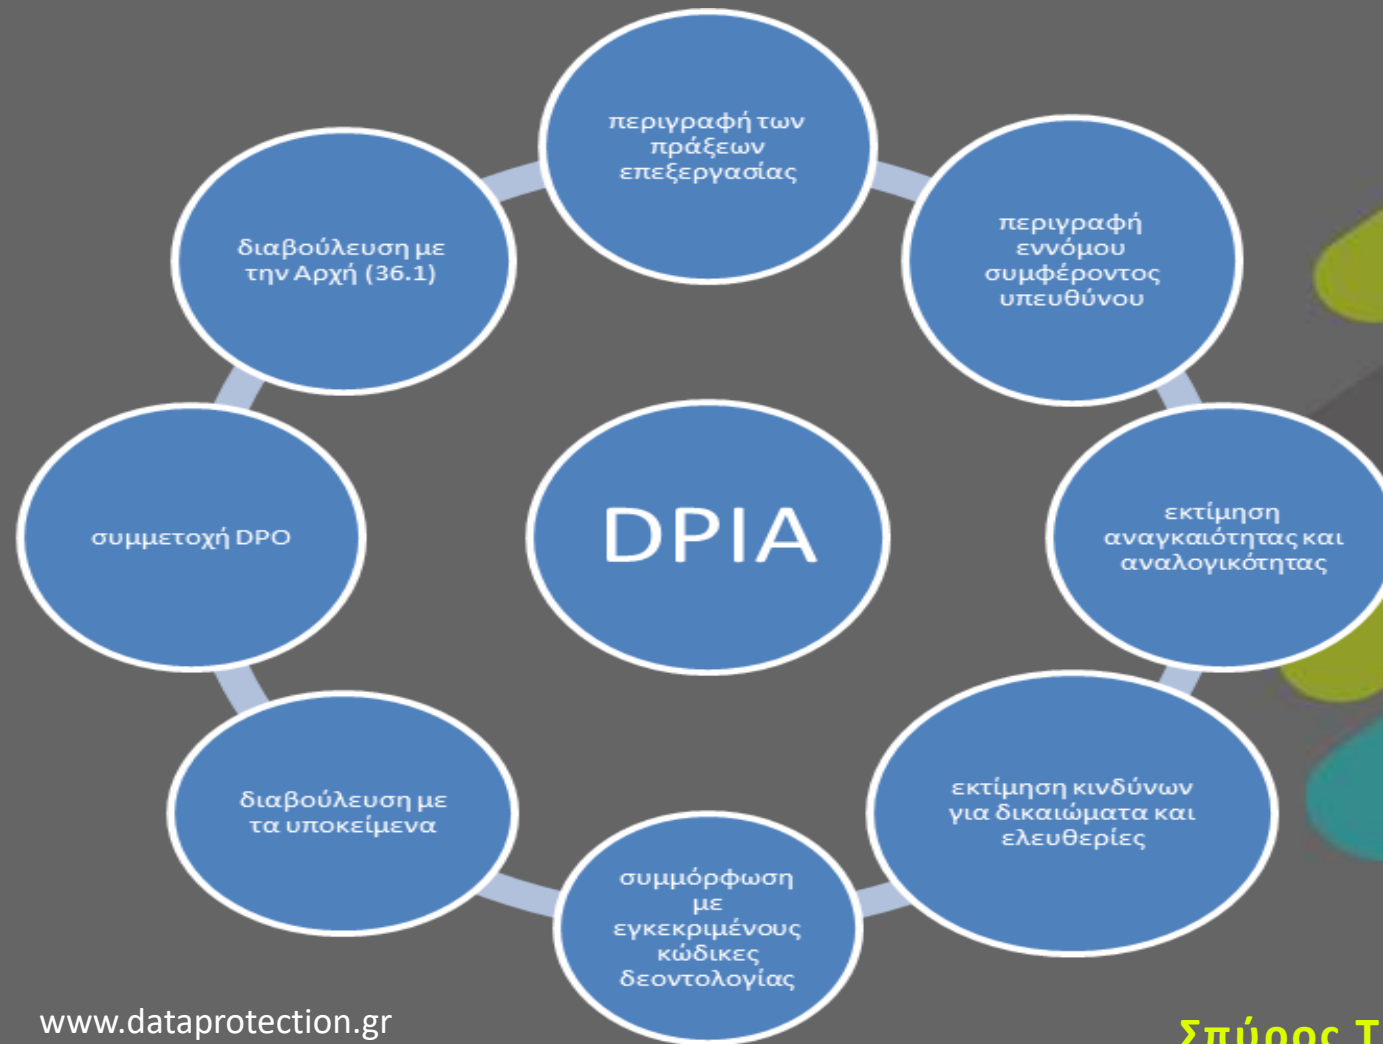 περιγραφή των
πράξεων
επεξεργασίας
περιγραφή
εννόμου
συμφέροντος
υπευθύνου
εκτίμηση
αναγκαιότητας και
αναλογικότητας
εκτίμηση κινδύνων
για δικαιώματα και
ελευθερίες
συμμόρφωση
με
εγκεκριμένους
κώδικες
δεοντολογίας
διαβούλευση με
τα υποκείμενα
συμμετοχή DPO
διαβούλευση με
την Αρχή (36.1)
DPIA
www.dataprotection.gr
Σπύρος Τ